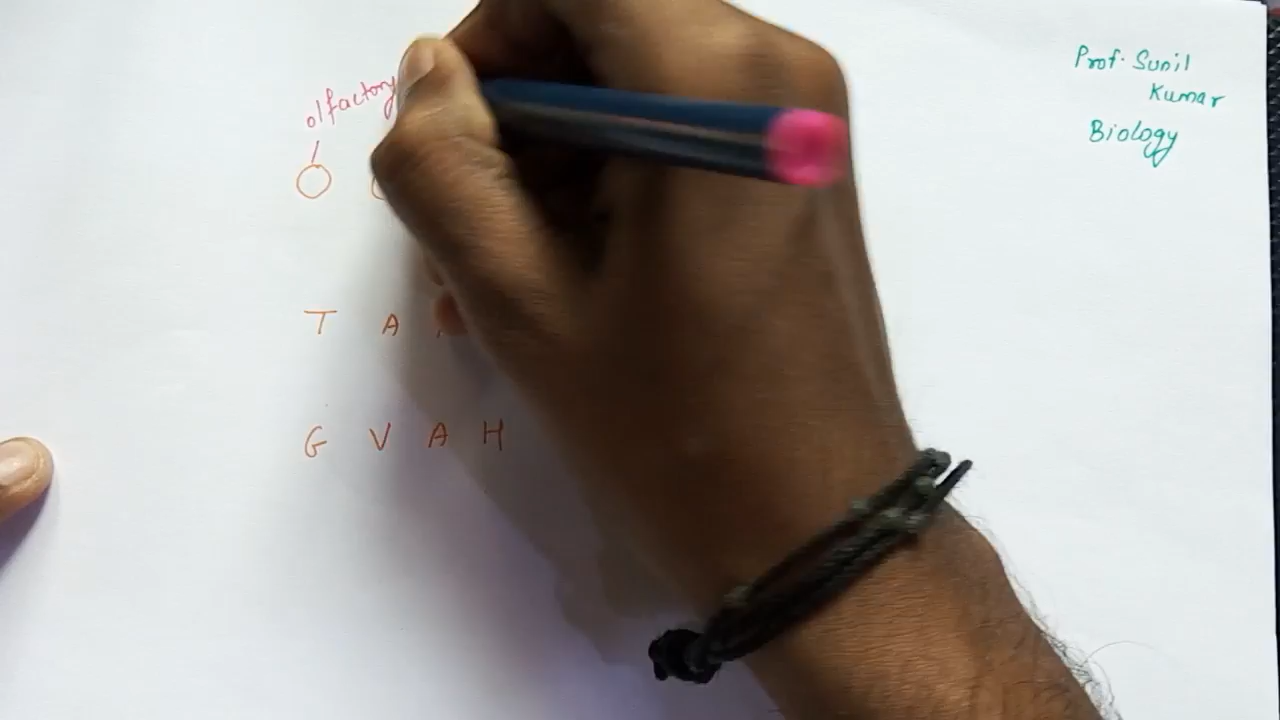 Prof. Sunil
Kumar
Biology
olfactory
O
T A
G V A H